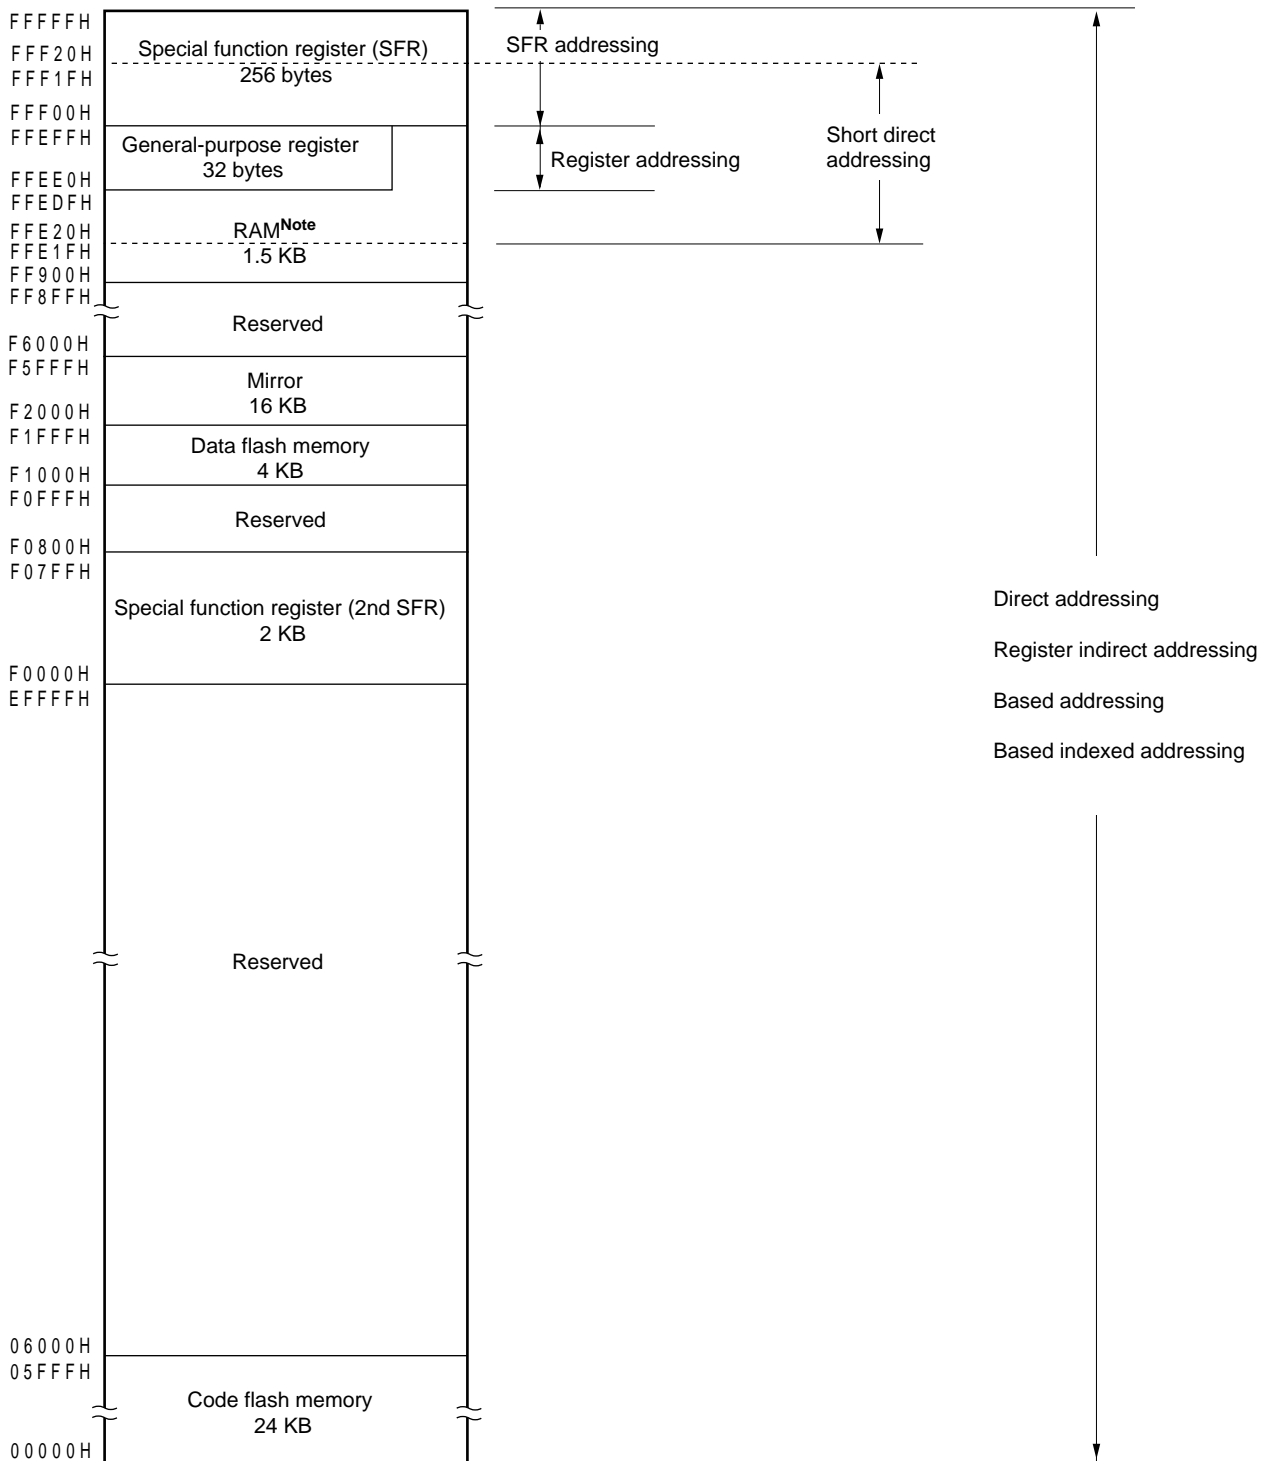 FFFFFH
FFF20H
FFF1FH
FFF00H
FFEFFH
FFEE0H
FFEDFH
FFE20H
FFE1FH
FF900H
FF8FFH
F6000H
F5FFFH
F2000H
F1FFFH
F1000H
F0FFFH
F0800H
F07FFH
F0000H
EFFFFH
06000H
05FFFH
00000H
Special function register (SFR)
256 bytes
General-purpose register
32 bytes
RAMNote
1.5 KB
Reserved
Mirror
16 KB
Data flash memory
4 KB
Reserved
Special function register (2nd SFR)
2 KB
Reserved
Code flash memory
24 KB
SFR addressing
Register addressing
Short direct
addressing
Direct addressing
Register indirect addressing
Based addressing
Based indexed addressing